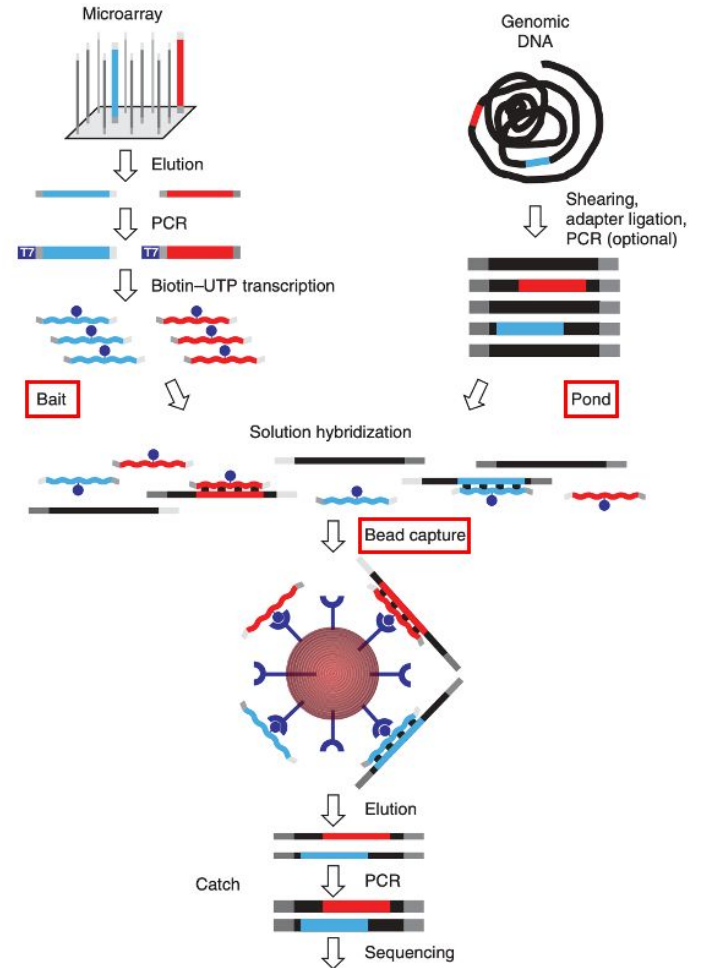 Microarray
Genomic
DNA
Elution
PCR
Shearing,
adapter ligation,
PCR (optional)
T7
T7
Biotin–UTP transcription
Bait
Pond
Solution hybridization
Bead capture
Elution
Catch
PCR
Sequencing